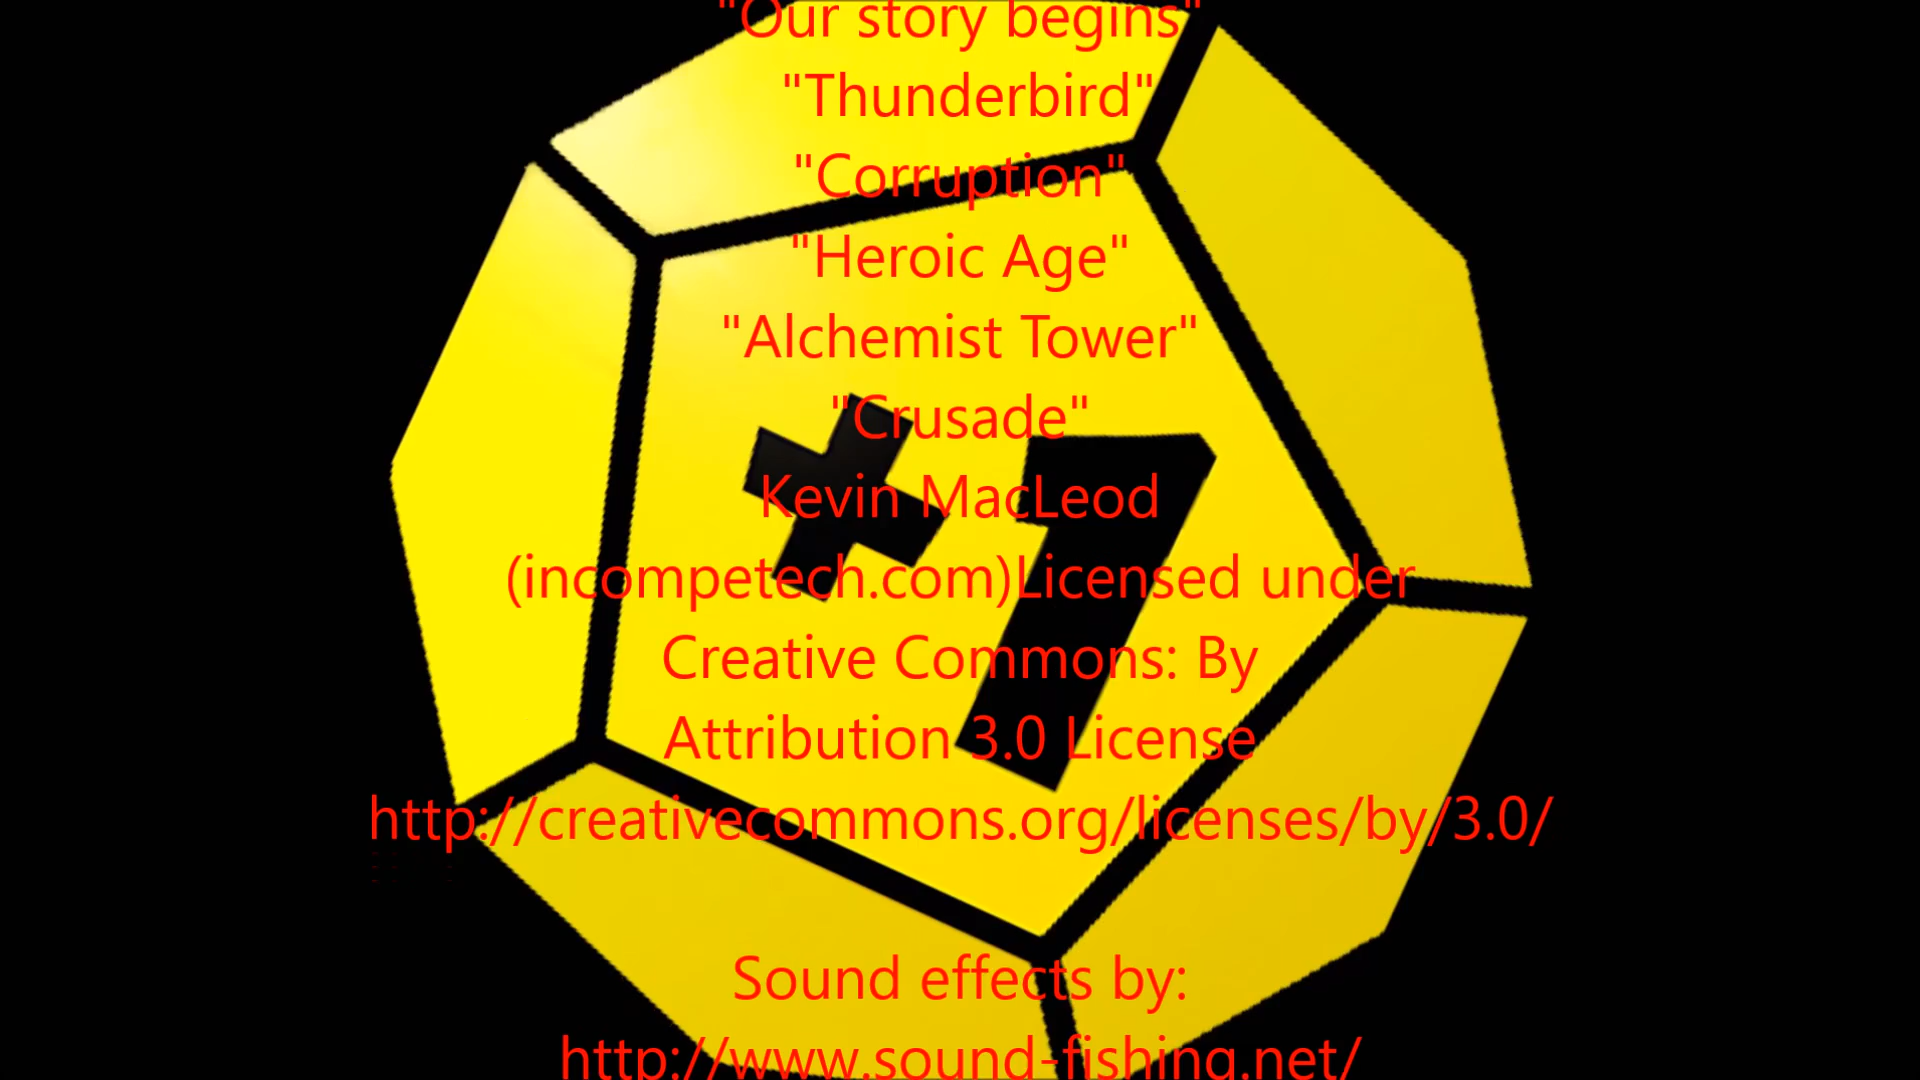 "Our story begins"
"Thunderbird"
"Corruption"
"Heroic Age"
"Alchemist Tower"
"Crusade"
+1
Kevin MacLeod
(incompetech.com)Licensed under
Creative Commons: By
Attribution 3.0 License
http://creativecommons.org/licenses/by/3.0/
Sound effects by:
http://www.sound-fishing.net/